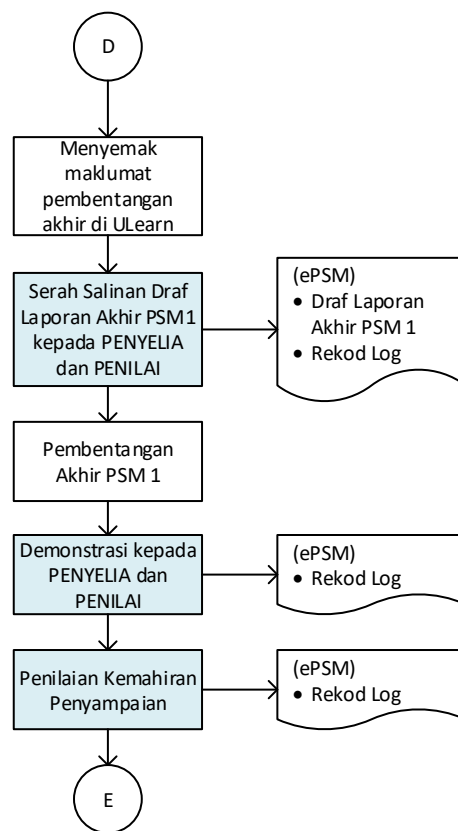 D
Menyemak
maklumat
pembentangan
akhir di ULearn
Serah Salinan Draf
Laporan Akhir PSM1
kepada PENYELIA
dan PENILAI
(ePSM)
• Draf Laporan
Akhir PSM 1
• Rekod Log
Pembentangan
Akhir PSM 1
Demonstrasi kepada
PENYELIA dan
PENILAI
(ePSM)
• Rekod Log
Penilaian Kemahiran
Penyampaian
(ePSM)
• Rekod Log
E